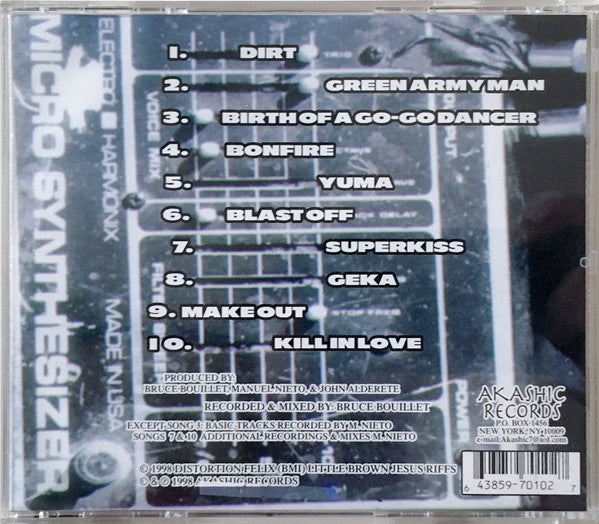 1. DIRT
2. GREEN ARMY MAN
3. BIRTH OF A GO-GO DANCER
4. BONFIRE
5. YUMA
6. BLAST OFF
7. SUPERKISS
8. GEKA
9. MAKE OUT
10. KILL IN LOVE
PRODUCED BY:
BRUCE BOUILLET, MANUEL NIETO, & JOHN ALDERETE
RECORDED & MIXED BY: BRUCE BOUILLET
EXCEPT SONG 3: BASIC TRACKS RECORDED BY M. NIETO
SONGS 7 & 10 ADDITIONAL RECORDINGS & MIXES M. NIETO
© 1998 DISTORTION FELIX (BMI) LITTLE BROWN JESUS RIFFS
© & ℗ 1998 AKASHIC RECORDS
AKASHIC
RECORDS
P.O. BOX-1456
NEW YORK, NY 10009
e-mail:Akashic7@aol.com
6 43859-70102 7
ELECTRO HARMONIX
MICRO SYNTHESIZER
MADE IN USA
VOICE MIX
STOP FREQ